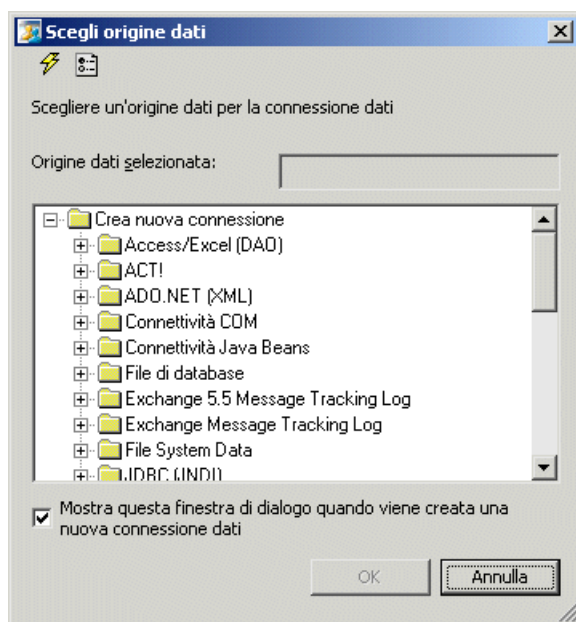 Scegli origine dati
Scegliere un'origine dati per la connessione dati
Origine dati selezionata:
Crea nuova connessione
Access/Excel (DAO)
ACT!
ADO.NET (XML)
Connettività COM
Connettività Java Beans
File di database
Exchange 5.5 Message Tracking Log
Exchange Message Tracking Log
File System Data
JDBC (JNDI)
Mostra questa finestra di dialogo quando viene creata una
nuova connessione dati
OK
Annulla